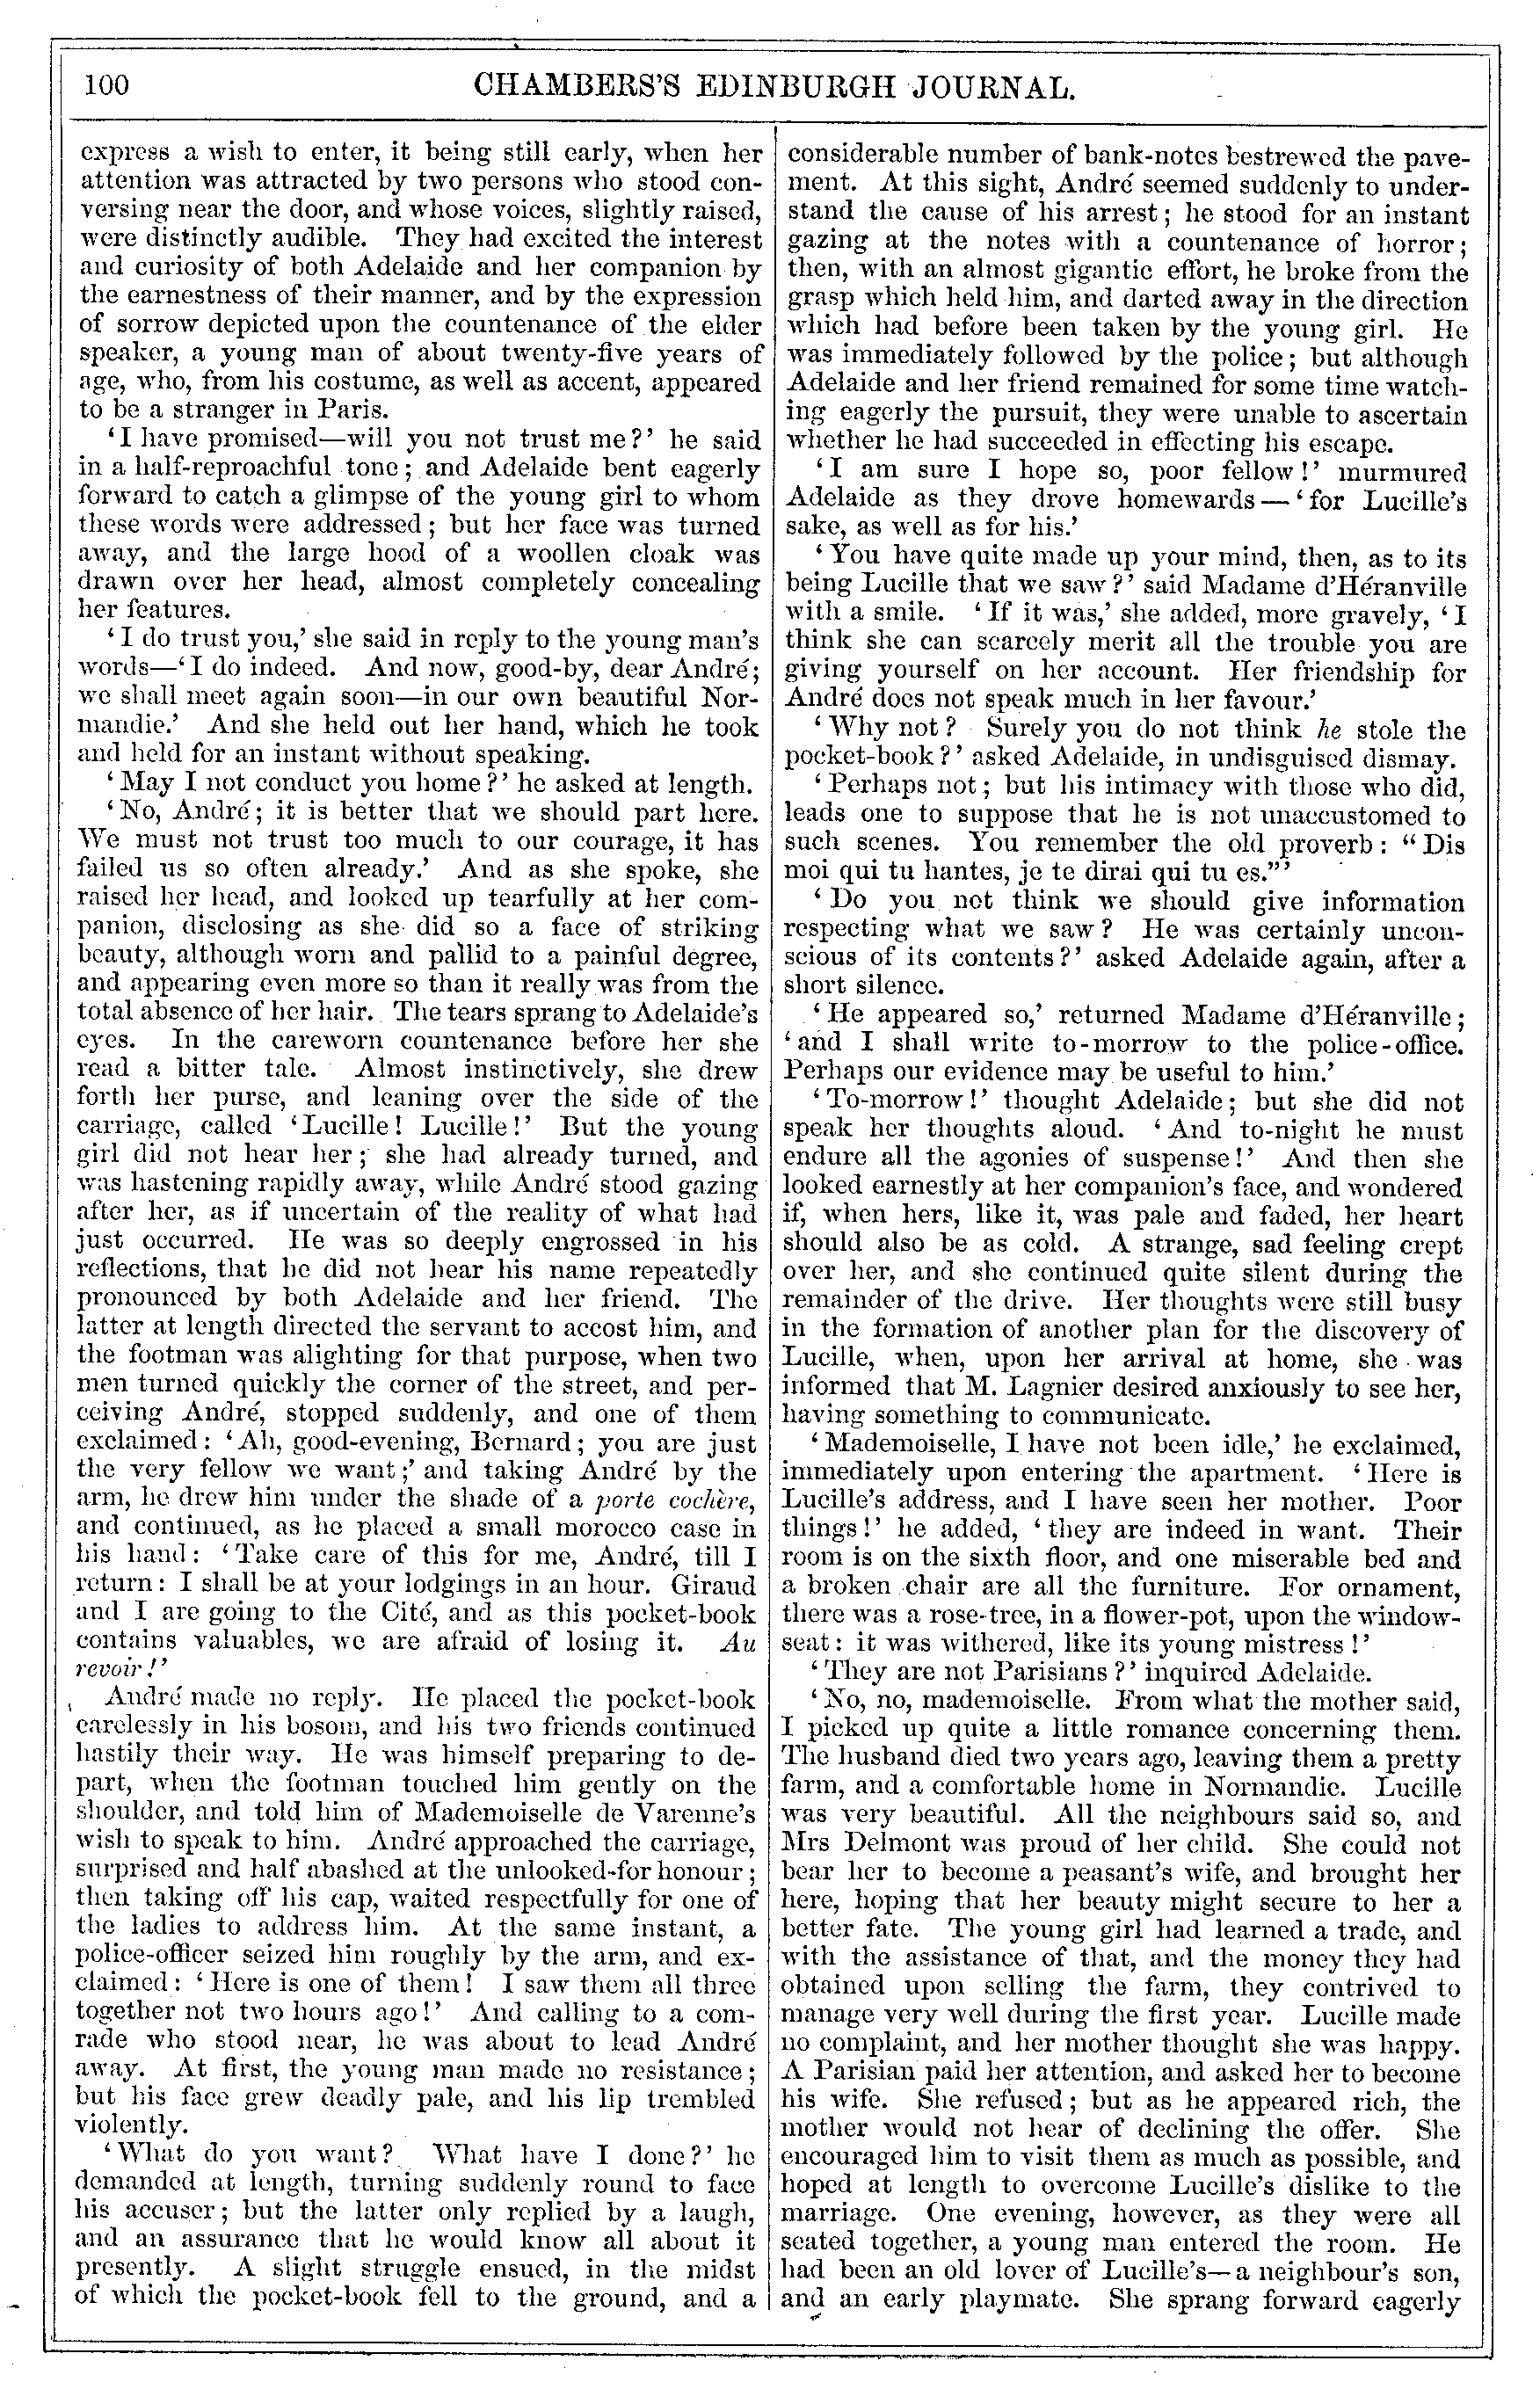 100
CHAMBERS'S EDINBURGH JOURNAL.
express a wish to enter, it being still early, when her
attention was attracted by two persons who stood con-
versing near the door, and whose voices, slightly raised,
were distinctly audible. They had excited the interest
and curiosity of both Adelaide and her companion by
the earnestness of their manner, and by the expression
of sorrow depicted upon the countenance of the elder
speaker, a young man of about twenty-five years of
age, who, from his costume, as well as accent, appeared
to be a stranger in Paris.
'I have promised—will you not trust me?' he said
in a half-reproachful tone; and Adelaide bent eagerly
forward to catch a glimpse of the young girl to whom
these words were addressed; but her face was turned
away, and the large hood of a woollen cloak was
drawn over her head, almost completely concealing
her features.
'I do trust you,' she said in reply to the young man's
words—'I do indeed. And now, good-by, dear André;
we shall meet again soon—in our own beautiful Nor-
mandie.' And she held out her hand, which he took
and held for an instant without speaking.
'May I not conduct you home?' he asked at length.
'No, André; it is better that we should part here.
We must not trust too much to our courage, it has
failed us so often already.' And as she spoke, she
raised her head, and looked up tearfully at her com-
panion, disclosing as she did so a face of striking
beauty, although worn and pallid to a painful degree,
and appearing even more so than it really was from the
total absence of her hair. The tears sprang to Adelaide's
eyes. In the careworn countenance before her she
read a bitter tale. Almost instinctively, she drew
forth her purse, and leaning over the side of the
carriage, called 'Lucille! Lucille!' But the young
girl did not hear her; she had already turned, and
was hastening rapidly away, while André stood gazing
after her, as if uncertain of the reality of what had
just occurred. He was so deeply engrossed in his
reflections, that he did not hear his name repeatedly
pronounced by both Adelaide and her friend. The
latter at length directed the servant to accost him, and
the footman was alighting for that purpose, when two
men turned quickly the corner of the street, and per-
ceiving André, stopped suddenly, and one of them
exclaimed: 'Ah, good-evening, Bernard; you are just
the very fellow we want;' and taking André by the
arm, he drew him under the shade of a porte cochère,
and continued, as he placed a small morocco case in
his hand: 'Take care of this for me, André, till I
return: I shall be at your lodgings in an hour. Giraud
and I are going to the Cité, and as this pocket-book
contains valuables, we are afraid of losing it. Au
revoir!'
André made no reply. He placed the pocket-book
carelessly in his bosom, and his two friends continued
hastily their way. He was himself preparing to de-
part, when the footman touched him gently on the
shoulder, and told him of Mademoiselle de Varenne's
wish to speak to him. André approached the carriage,
surprised and half abashed at the unlooked-for honour;
then taking off his cap, waited respectfully for one of
the ladies to address him. At the same instant, a
police-officer seized him roughly by the arm, and ex-
claimed: 'Here is one of them! I saw them all three
together not two hours ago!' And calling to a com-
rade who stood near, he was about to lead André
away. At first, the young man made no resistance;
but his face grew deadly pale, and his lip trembled
violently.
'What do you want? What have I done?' he
demanded at length, turning suddenly round to face
his accuser; but the latter only replied by a laugh,
and an assurance that he would know all about it
presently. A slight struggle ensued, in the midst
of which the pocket-book fell to the ground, and a
considerable number of bank-notes bestrewed the pave-
ment. At this sight, André seemed suddenly to under-
stand the cause of his arrest; he stood for an instant
gazing at the notes with a countenance of horror;
then, with an almost gigantic effort, he broke from the
grasp which held him, and darted away in the direction
which had before been taken by the young girl. He
was immediately followed by the police; but although
Adelaide and her friend remained for some time watch-
ing eagerly the pursuit, they were unable to ascertain
whether he had succeeded in effecting his escape.
'I am sure I hope so, poor fellow!' murmured
Adelaide as they drove homewards—'for Lucille's
sake, as well as for his.'
'You have quite made up your mind, then, as to its
being Lucille that we saw?' said Madame d'Héranville
with a smile. 'If it was,' she added, more gravely, 'I
think she can scarcely merit all the trouble you are
giving yourself on her account. Her friendship for
André does not speak much in her favour.'
'Why not? Surely you do not think he stole the
pocket-book?' asked Adelaide, in undisguised dismay.
'Perhaps not; but his intimacy with those who did,
leads one to suppose that he is not unaccustomed to
such scenes. You remember the old proverb: "Dis
moi qui tu hantes, je te dirai qui tu es."'
'Do you not think we should give information
respecting what we saw? He was certainly uncon-
scious of its contents?' asked Adelaide again, after a
short silence.
'He appeared so,' returned Madame d'Héranville;
'and I shall write to-morrow to the police-office.
Perhaps our evidence may be useful to him.'
'To-morrow!' thought Adelaide; but she did not
speak her thoughts aloud. 'And to-night he must
endure all the agonies of suspense!' And then she
looked earnestly at her companion's face, and wondered
if, when hers, like it, was pale and faded, her heart
should also be as cold. A strange, sad feeling crept
over her, and she continued quite silent during the
remainder of the drive. Her thoughts were still busy
in the formation of another plan for the discovery of
Lucille, when, upon her arrival at home, she was
informed that M. Lagnier desired anxiously to see her,
having something to communicate.
'Mademoiselle, I have not been idle,' he exclaimed,
immediately upon entering the apartment. 'Here is
Lucille's address, and I have seen her mother. Poor
things!' he added, 'they are indeed in want. Their
room is on the sixth floor, and one miserable bed and
a broken chair are all the furniture. For ornament,
there was a rose-tree, in a flower-pot, upon the window-
seat: it was withered, like its young mistress!'
'They are not Parisians?' inquired Adelaide.
'No, no, mademoiselle. From what the mother said,
I picked up quite a little romance concerning them.
The husband died two years ago, leaving them a pretty
farm, and a comfortable home in Normandie. Lucille
was very beautiful. All the neighbours said so, and
Mrs Delmont was proud of her child. She could not
bear her to become a peasant's wife, and brought her
here, hoping that her beauty might secure to her a
better fate. The young girl had learned a trade, and
with the assistance of that, and the money they had
obtained upon selling the farm, they contrived to
manage very well during the first year. Lucille made
no complaint, and her mother thought she was happy.
A Parisian paid her attention, and asked her to become
his wife. She refused; but as he appeared rich, the
mother would not hear of declining the offer. She
encouraged him to visit them as much as possible, and
hoped at length to overcome Lucille's dislike to the
marriage. One evening, however, as they were all
seated together, a young man entered the room. He
had been an old lover of Lucille's—a neighbour's son,
and an early playmate. She sprang forward eagerly